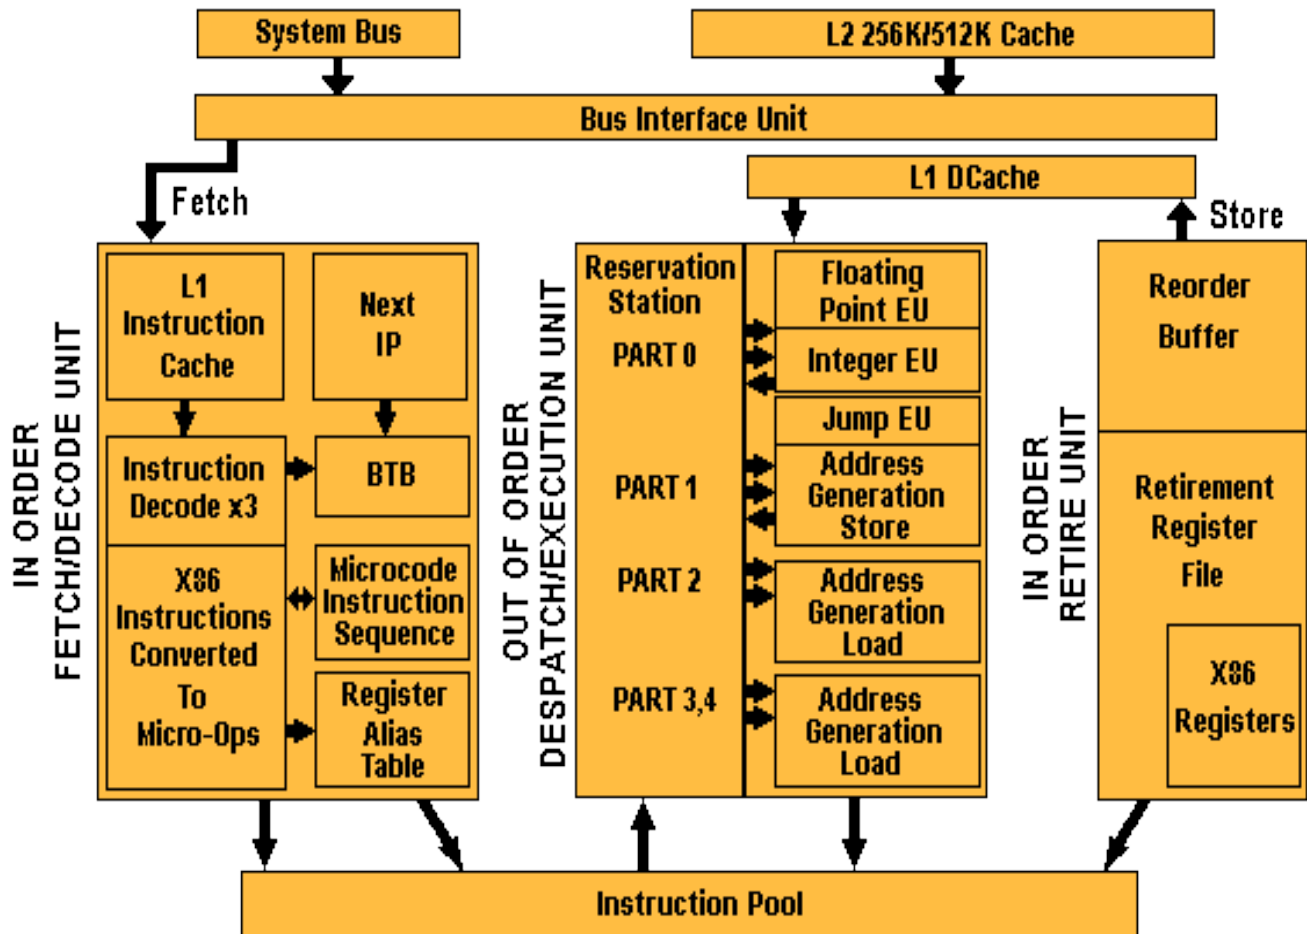 System Bus
L2 256K/512K Cache
Bus Interface Unit
L1 DCache
Fetch
Store
IN ORDER
FETCH/DECODE UNIT
L1
Instruction
Cache
Next
IP
Instruction
Decode x3
BTB
X86
Instructions
Converted
To
Micro-Ops
Microcode
Instruction
Sequence
Register
Alias
Table
OUT OF ORDER
DESPATCH/EXECUTION UNIT
Reservation
Station
PART 0
PART 1
PART 2
PART 3,4
Floating
Point EU
Integer EU
Jump EU
Address
Generation
Store
Address
Generation
Load
Address
Generation
Load
IN ORDER
RETIRE UNIT
Reorder
Buffer
Retirement
Register
File
X86
Registers
Instruction Pool